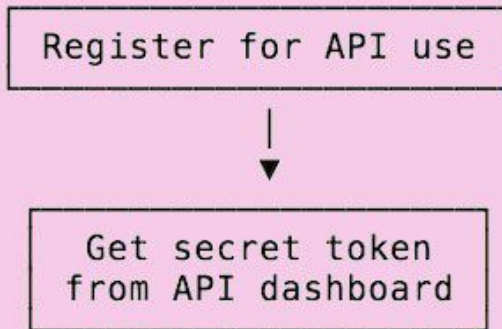 Register for API use
Get secret token
from API dashboard